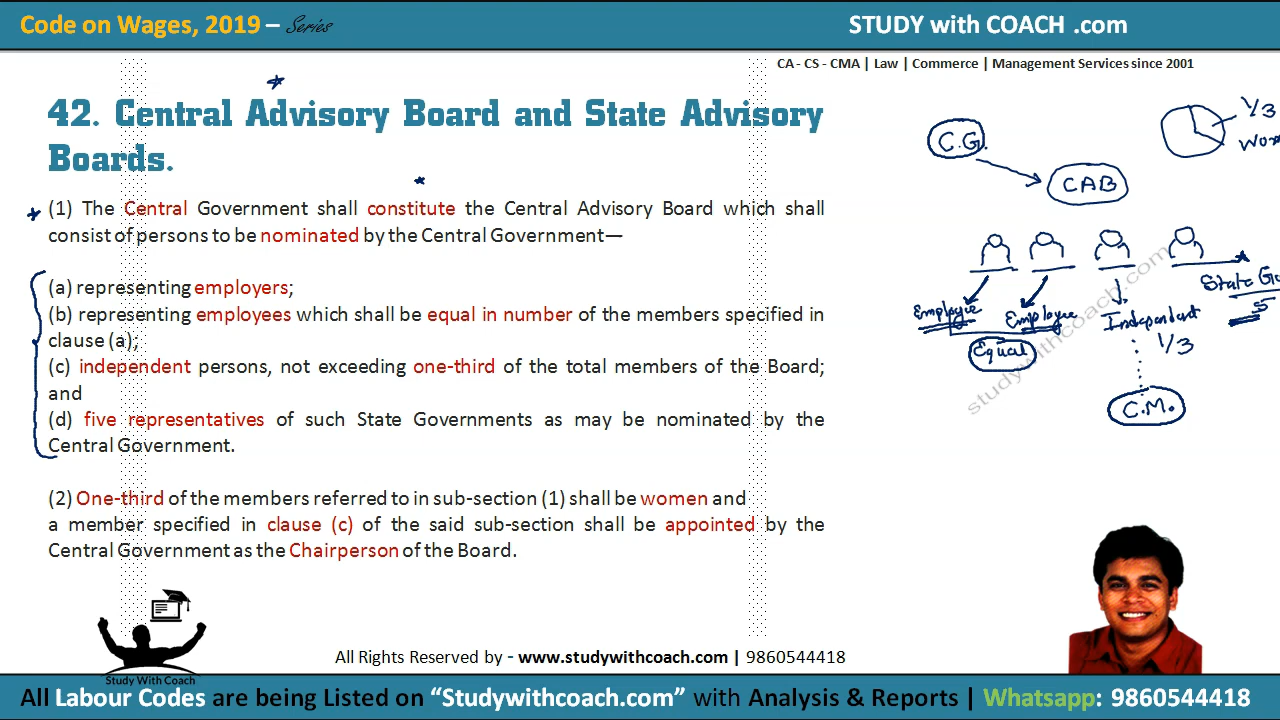 Code on Wages, 2019 – Series
STUDY with COACH .com
CA - CS - CMA | Law | Commerce | Management Services since 2001
42. Central Advisory Board and State Advisory
Boards.
(1) The Central Government shall constitute the Central Advisory Board which shall
consist of persons to be nominated by the Central Government—
(a) representing employers;
(b) representing employees which shall be equal in number of the members specified in
clause (a);
(c) independent persons, not exceeding one-third of the total members of the Board;
and
(d) five representatives of such State Governments as may be nominated by the
Central Government.
(2) One-third of the members referred to in sub-section (1) shall be women and
a member specified in clause (c) of the said sub-section shall be appointed by the
Central Government as the Chairperson of the Board.
C.G.
CAB
1/3
State
5
Employee
Independent
Equal
1/3
C.M.
studywithcoach.com
Study With Coach
All Rights Reserved by - www.studywithcoach.com | 9860544418
All Labour Codes are being Listed on “Studywithcoach.com” with Analysis & Reports | Whatsapp: 9860544418